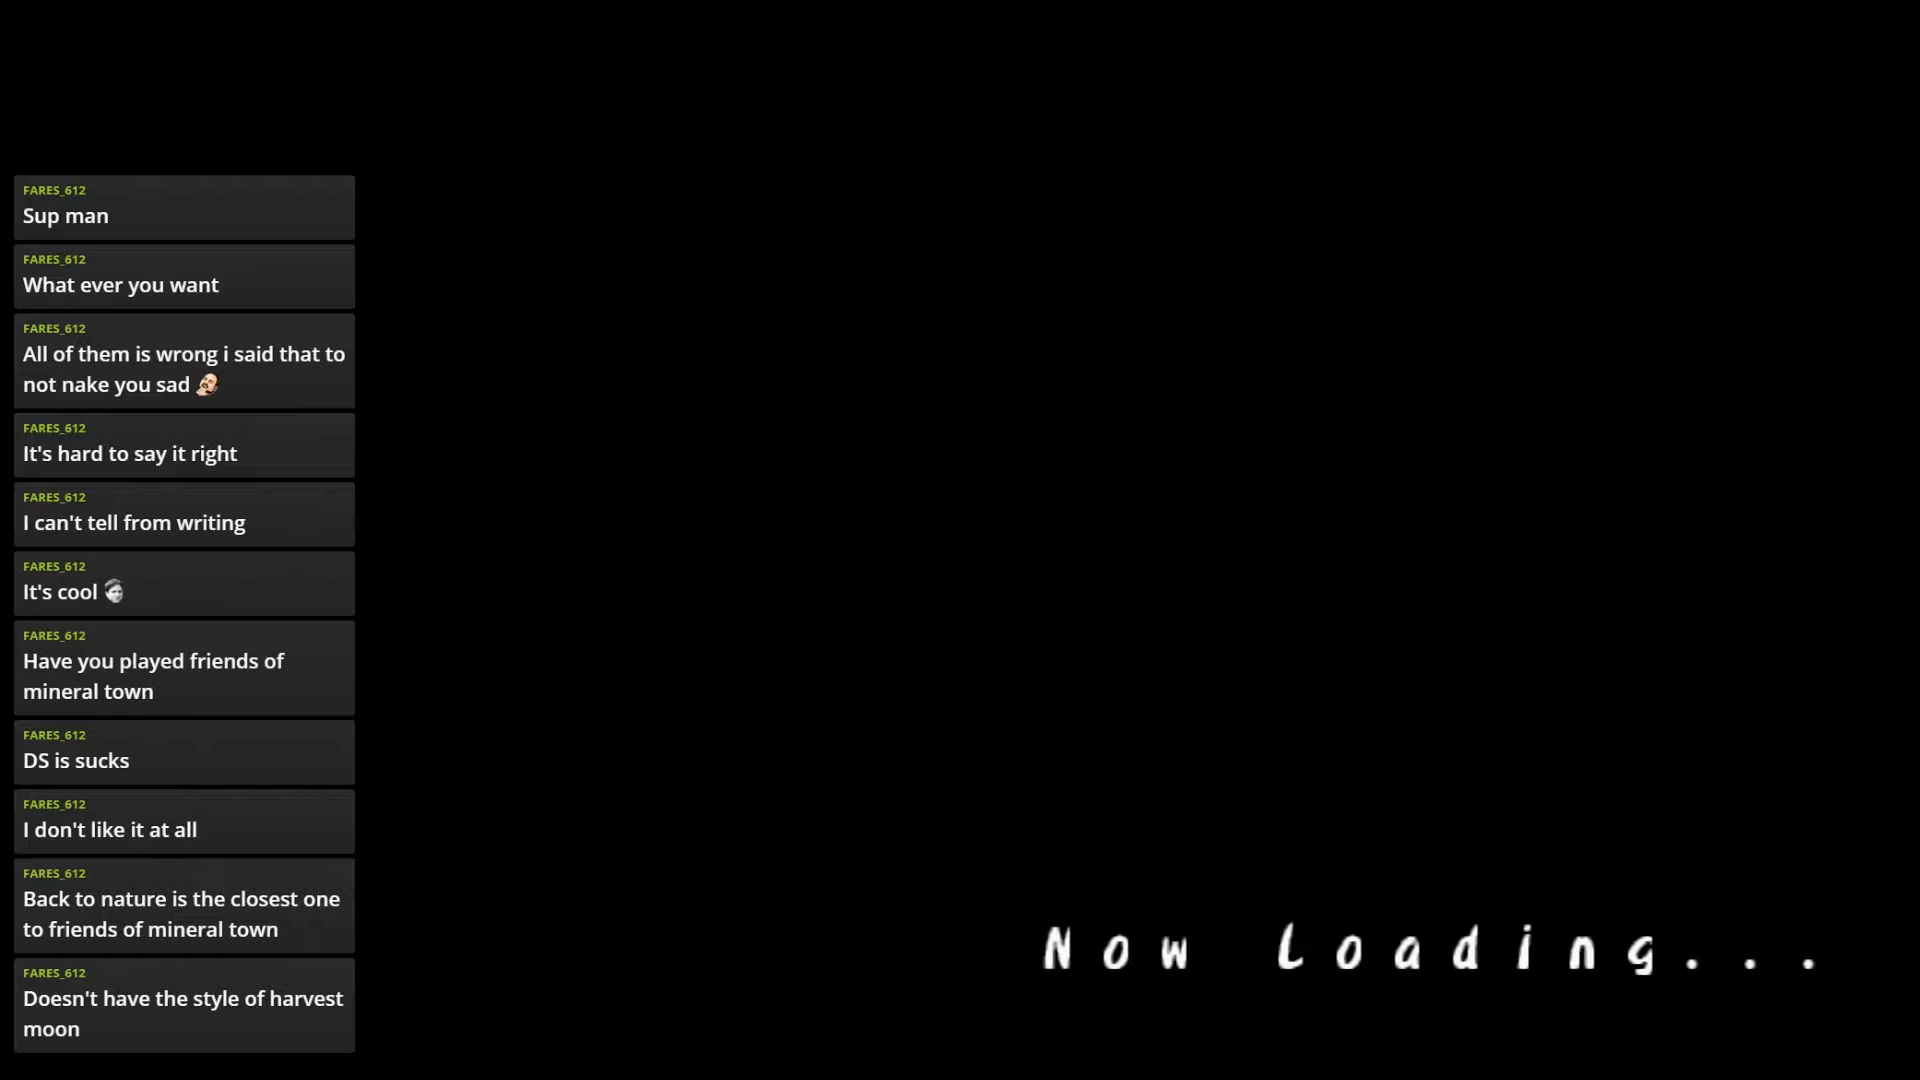 FARES_612
Sup man
FARES_612
What ever you want
FARES_612
All of them is wrong i said that to
not nake you sad
FARES_612
It's hard to say it right
FARES_612
I can't tell from writing
FARES_612
It's cool
FARES_612
Have you played friends of
mineral town
FARES_612
DS is sucks
FARES_612
I don't like it at all
FARES_612
Back to nature is the closest one
to friends of mineral town
FARES_612
Doesn't have the style of harvest
moon
Now Loading...